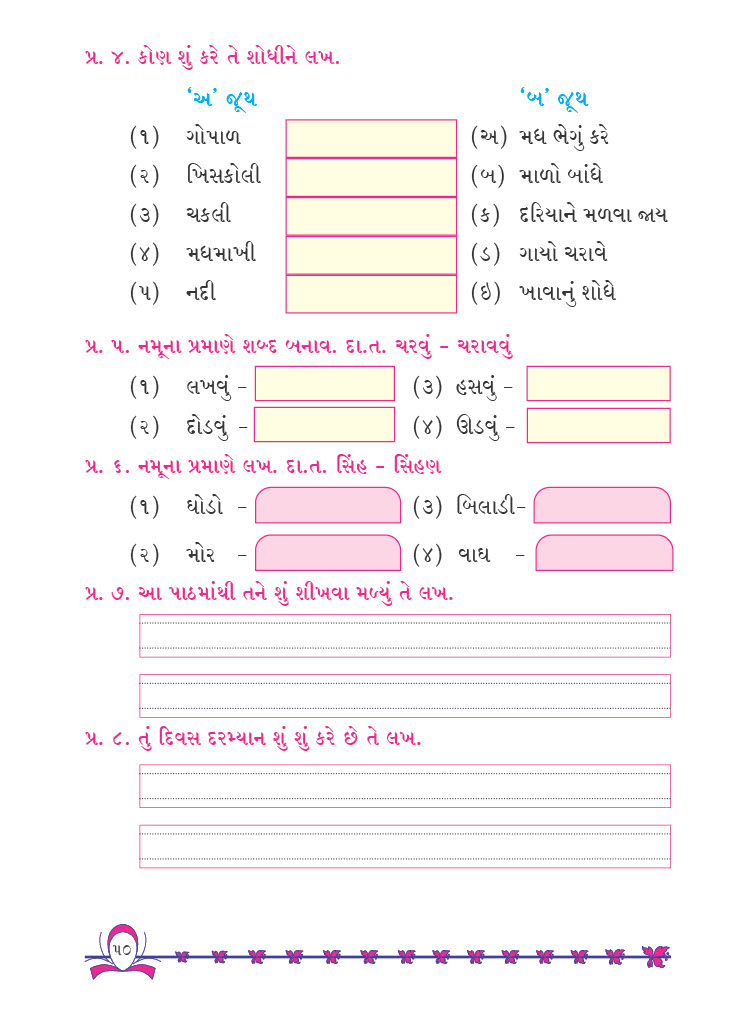 પ્ર. ૪. કોણ શું કરે તે શોધીને લખ.
‘અ’ જૂથ ‘બ’ જૂથ
(૧) ગોપાળ (અ) મધ ભેગું કરે
(૨) ખિસકોલી (બ) માળો બાંધે
(૩) ચકલી (ક) દરિયાને મળવા જાય
(૪) મધમાખી (ડ) ગાયો ચરાવે
(૫) નદી (ઇ) ખાવાનું શોધે
પ્ર. ૫. નમૂના પ્રમાણે શબ્દ બનાવ. દા.ત. ચરવું – ચરાવવું
(૧) લખવું – (૩) હસવું –
(૨) દોડવું – (૪) ઊડવું –
પ્ર. ૬. નમૂના પ્રમાણે લખ. દા.ત. સિંહ – સિંહણ
(૧) ઘોડો – (૩) બિલાડી–
(૨) મોર – (૪) વાઘ –
પ્ર. ૭. આ પાઠમાંથી તને શું શીખવા મળ્યું તે લખ.
પ્ર. ૮. તું દિવસ દરમ્યાન શું શું કરે છે તે લખ.
૫૦